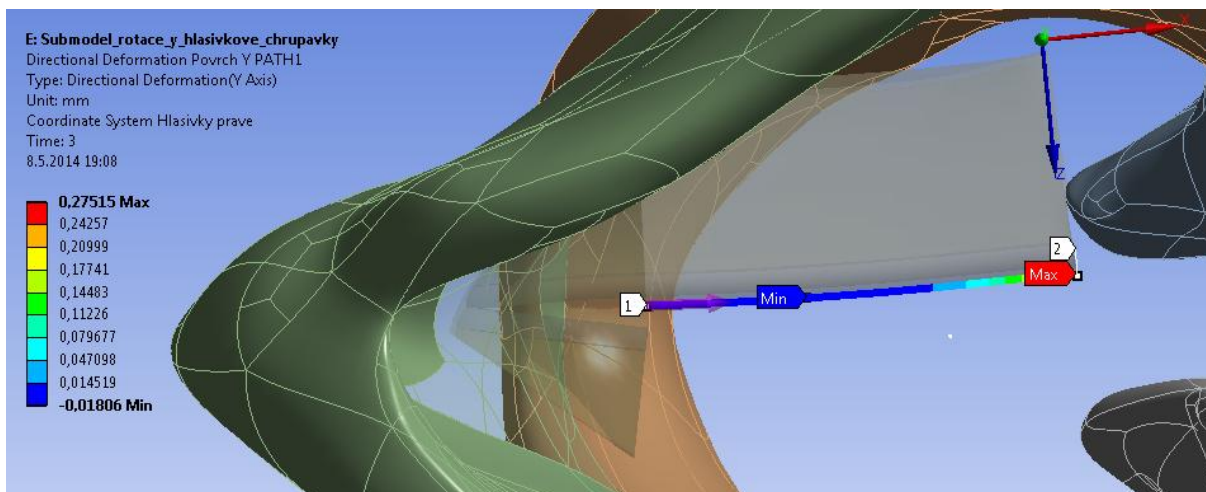 E: Submodel_rotace_y_hlasivkove_chrupavky
Directional Deformation Povrch Y PATH1
Type: Directional Deformation(Y Axis)
Unit: mm
Coordinate System Hlasivky prave
Time: 3
8.5.2014 19:08
0,27515 Max
0,24257
0,20999
0,17741
0,14483
0,11226
0,079677
0,047098
0,014519
-0,01806 Min
X
Z
2
Max
Min
1